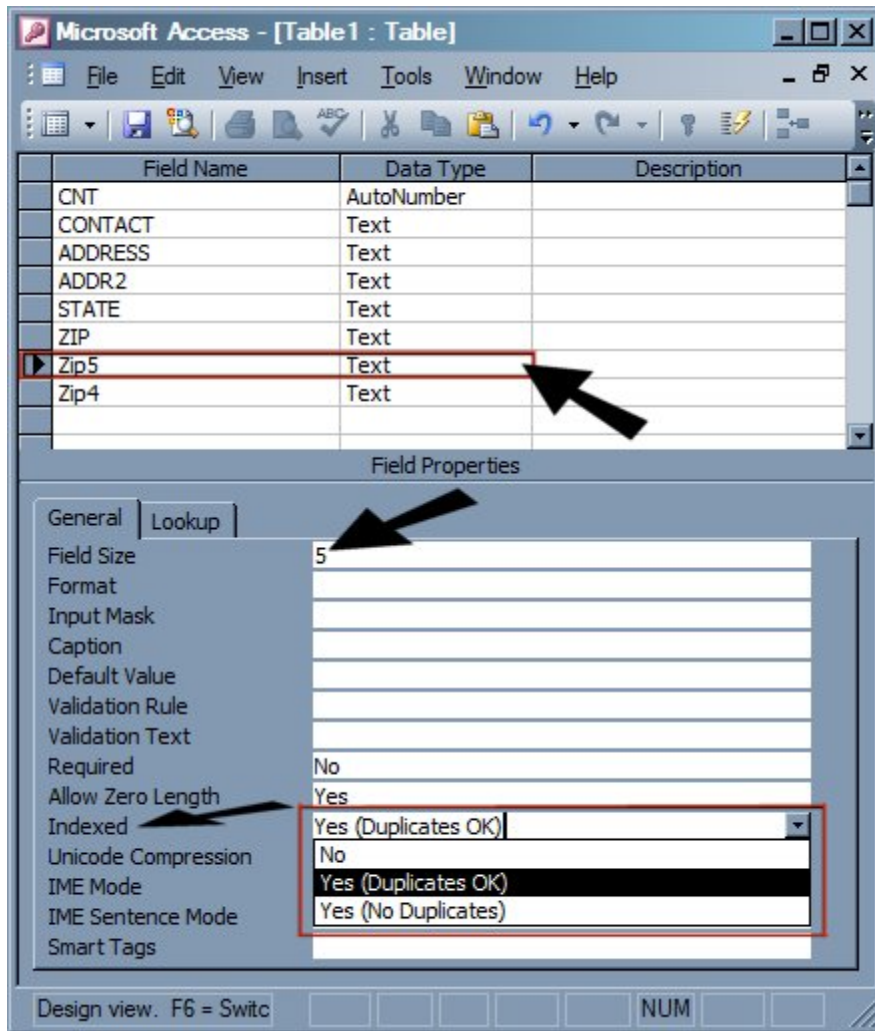 Microsoft Access - [Table1 : Table]
File Edit View Insert Tools Window Help
ABC
Field Name Data Type Description
CNT AutoNumber
CONTACT Text
ADDRESS Text
ADDR2 Text
STATE Text
ZIP Text
Zip5 Text
Zip4 Text
Field Properties
General Lookup
Field Size 5
Format
Input Mask
Caption
Default Value
Validation Rule
Validation Text
Required No
Allow Zero Length Yes
Indexed Yes (Duplicates OK)
Unicode Compression No
IME Mode Yes (Duplicates OK)
IME Sentence Mode Yes (No Duplicates)
Smart Tags
Design view. F6 = Switc NUM